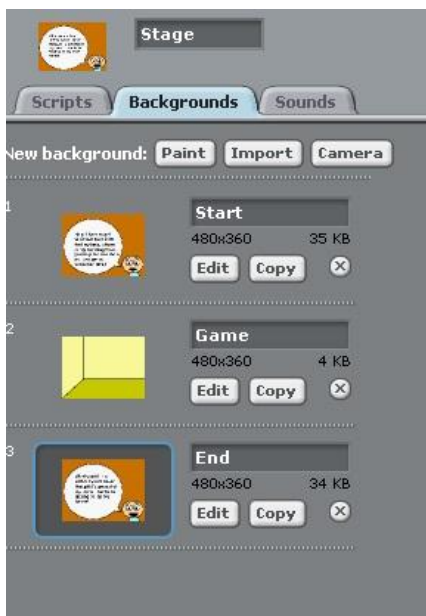 Stage
Scripts Backgrounds Sounds
New background: Paint Import Camera
1
Start
480x360 35 KB
Edit Copy
2
Game
480x360 4 KB
Edit Copy
3
End
480x360 34 KB
Edit Copy